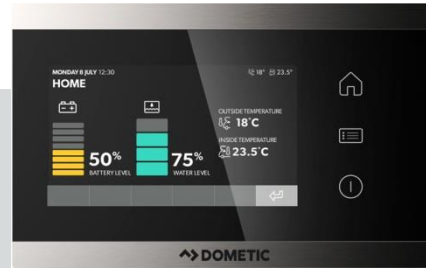 MONDAY 8 JULY 12:30
18° 23.5°
HOME
OUTSIDE TEMPERATURE
18°C
INSIDE TEMPERATURE
23.5°C
50%
BATTERY LEVEL
75%
WATER LEVEL
DOMETIC